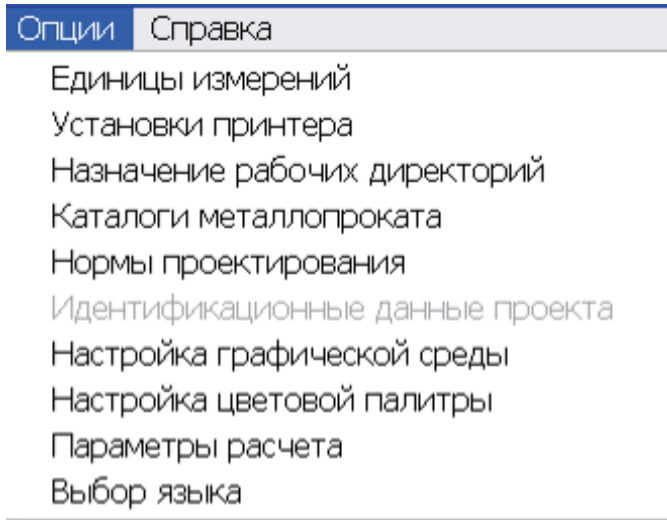 Опции Справка
Единицы измерений
Установки принтера
Назначение рабочих директорий
Каталоги металлопроката
Нормы проектирования
Идентификационные данные проекта
Настройка графической среды
Настройка цветовой палитры
Параметры расчета
Выбор языка